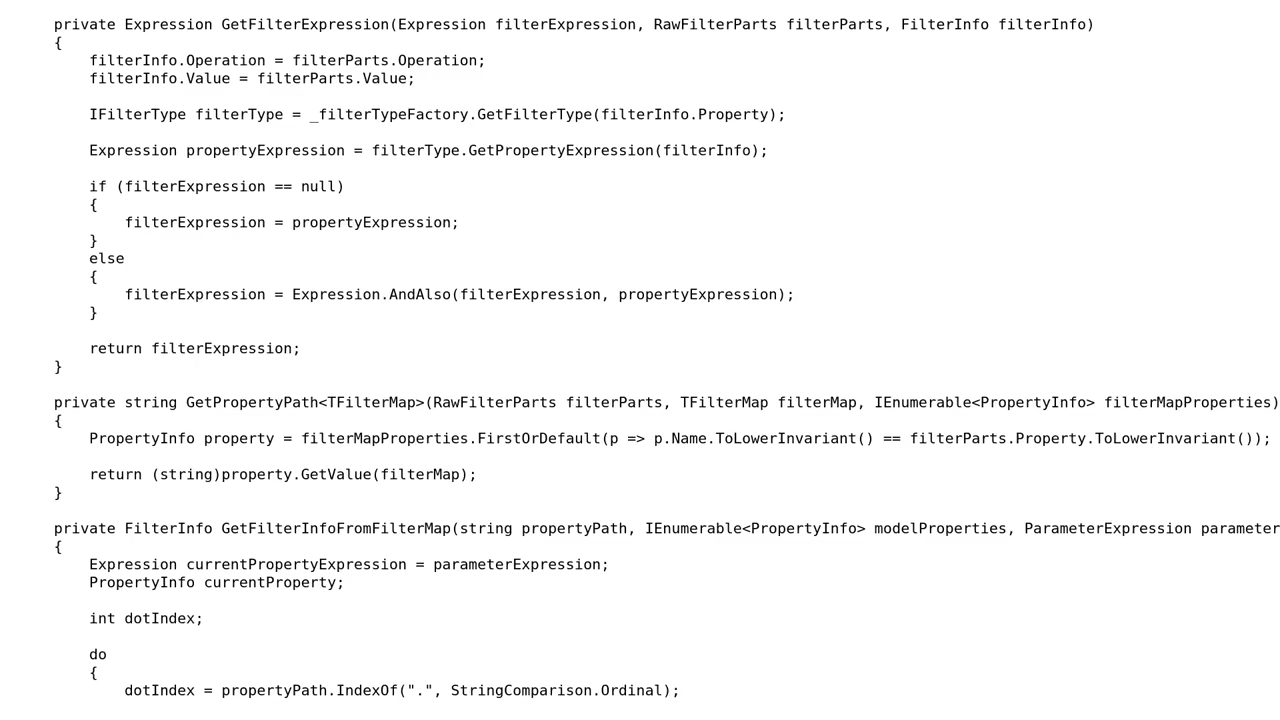 private Expression GetFilterExpression(Expression filterExpression, RawFilterParts filterParts, FilterInfo filterInfo)
{
    filterInfo.Operation = filterParts.Operation;
    filterInfo.Value = filterParts.Value;

    IFilterType filterType = _filterTypeFactory.GetFilterType(filterInfo.Property);

    Expression propertyExpression = filterType.GetPropertyExpression(filterInfo);

    if (filterExpression == null)
    {
        filterExpression = propertyExpression;
    }
    else
    {
        filterExpression = Expression.AndAlso(filterExpression, propertyExpression);
    }

    return filterExpression;
}

private string GetPropertyPath<TFilterMap>(RawFilterParts filterParts, TFilterMap filterMap, IEnumerable<PropertyInfo> filterMapProperties)
{
    PropertyInfo property = filterMapProperties.FirstOrDefault(p => p.Name.ToLowerInvariant() == filterParts.Property.ToLowerInvariant());

    return (string)property.GetValue(filterMap);
}

private FilterInfo GetFilterInfoFromFilterMap(string propertyPath, IEnumerable<PropertyInfo> modelProperties, ParameterExpression parameter
{
    Expression currentPropertyExpression = parameterExpression;
    PropertyInfo currentProperty;

    int dotIndex;

    do
    {
        dotIndex = propertyPath.IndexOf(".", StringComparison.Ordinal);